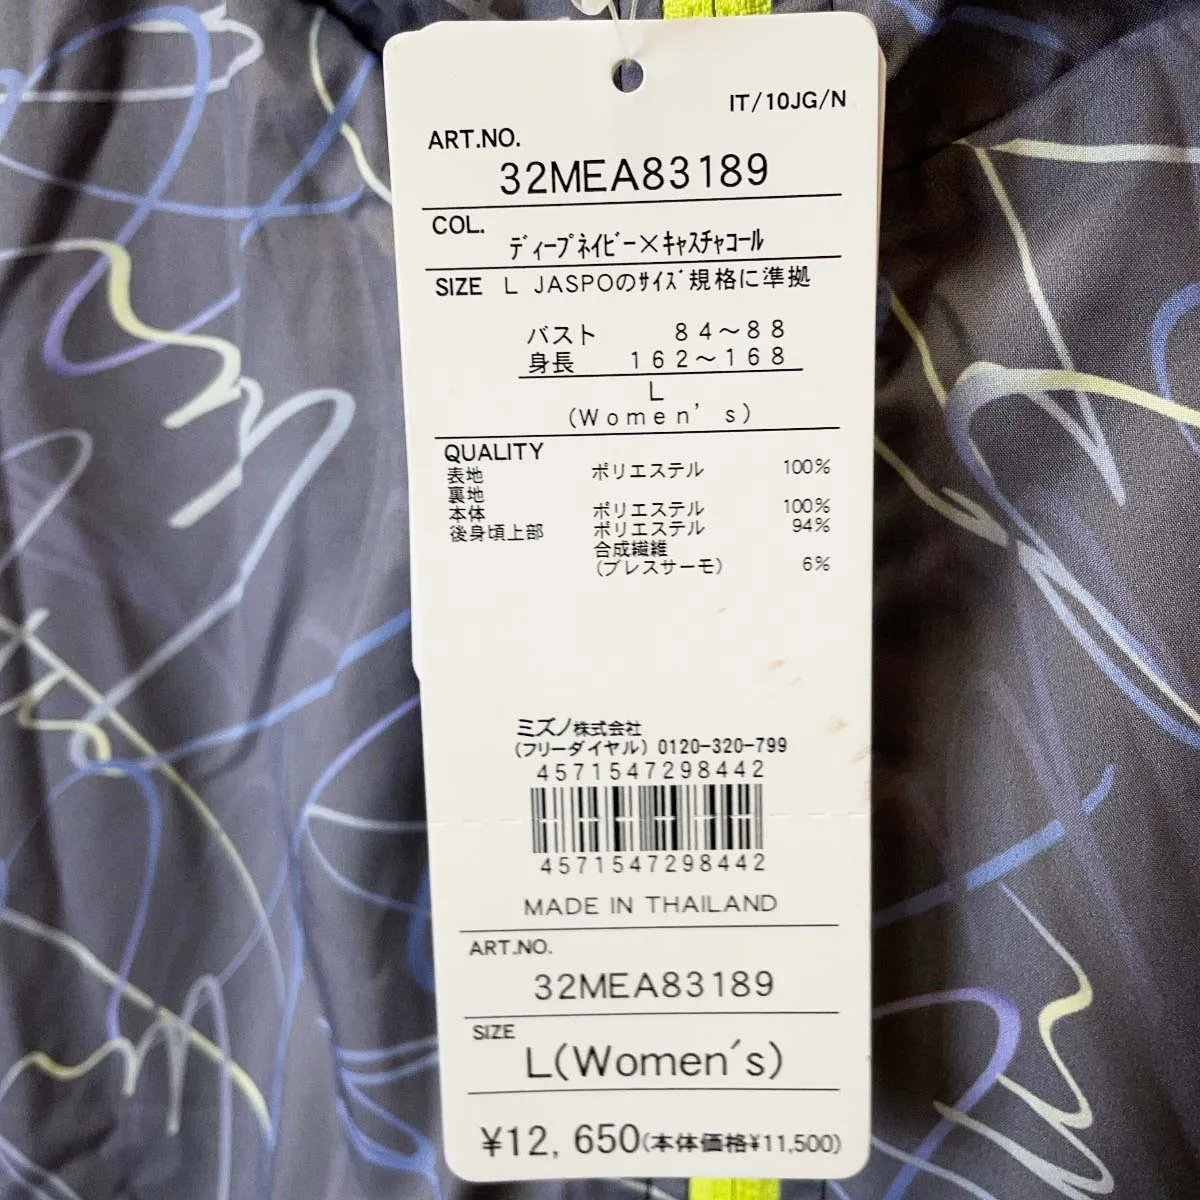 IT/10JG/N
ART.NO.
32MEA83189
COL.
ﾃﾞｨｰﾌﾟﾈｲﾋﾞｰ×ｷｬｽﾁｬｺｰﾙ
SIZE L JASPOのｻｲｽﾞ規格に準拠
バスト 84〜88
身長 162〜168
L
(Women's)
QUALITY
表地 ポリエステル 100%
裏地
本体 ポリエステル 100%
後身頃上部 ポリエステル 94%
合成繊維
(ブレスサーモ) 6%
ミズノ株式会社
(フリーダイヤル) 0120-320-799
4571547298442
4571547298442
MADE IN THAILAND
ART.NO.
32MEA83189
SIZE
L(Women's)
¥12,650(本体価格¥11,500)